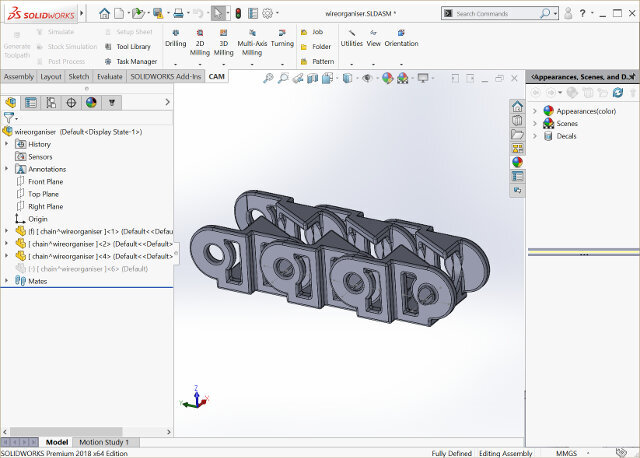 SOLIDWORKS
wireorganiser.SLDASM *
Search Commands
Generate Toolpath
Simulate
Stock Simulation
Post Process
Setup Sheet
Tool Library
Task Manager
Drilling
2D Milling
3D Milling
Multi-Axis Milling
Turning
Job
Folder
Pattern
Utilities
View
Orientation
Assembly Layout Sketch Evaluate SOLIDWORKS Add-Ins CAM
Appearances, Scenes, and D...
wireorganiser (Default<Display State-1>)
History
Sensors
Annotations
Front Plane
Top Plane
Right Plane
Origin
(f) [ chain^wireorganiser ]<1> (Default<<Defaul
[ chain^wireorganiser ]<2> (Default<<Default>
[ chain^wireorganiser ]<4> (Default<<Default>
(-) [ chain^wireorganiser ]<6> (Default)
Mates
Appearances(color)
Scenes
Decals
Z
Y
X
Model Motion Study 1
SOLIDWORKS Premium 2018 x64 Edition
Fully Defined Editing Assembly MMGS